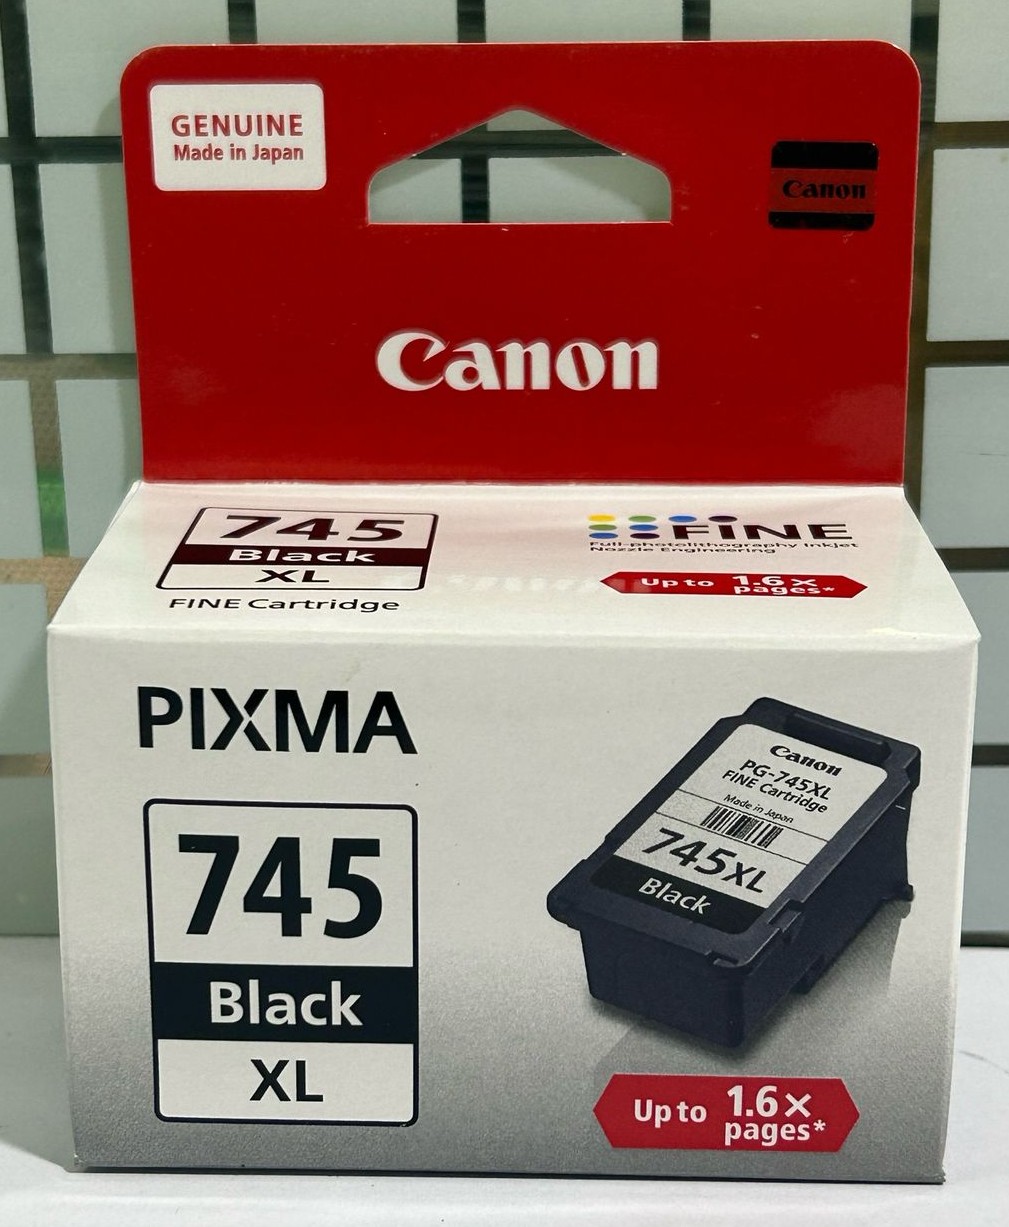 GENUINE
Made in Japan
Canon
Canon
745
Black
XL
FINE Cartridge
FINE
Full-photolithography Inkjet
Nozzle Engineering
Up to 1.6×
pages*
PIXMA
745
Black
XL
Canon
PG-745XL
FINE Cartridge
Made in Japan
745XL
Black
Up to 1.6×
pages*